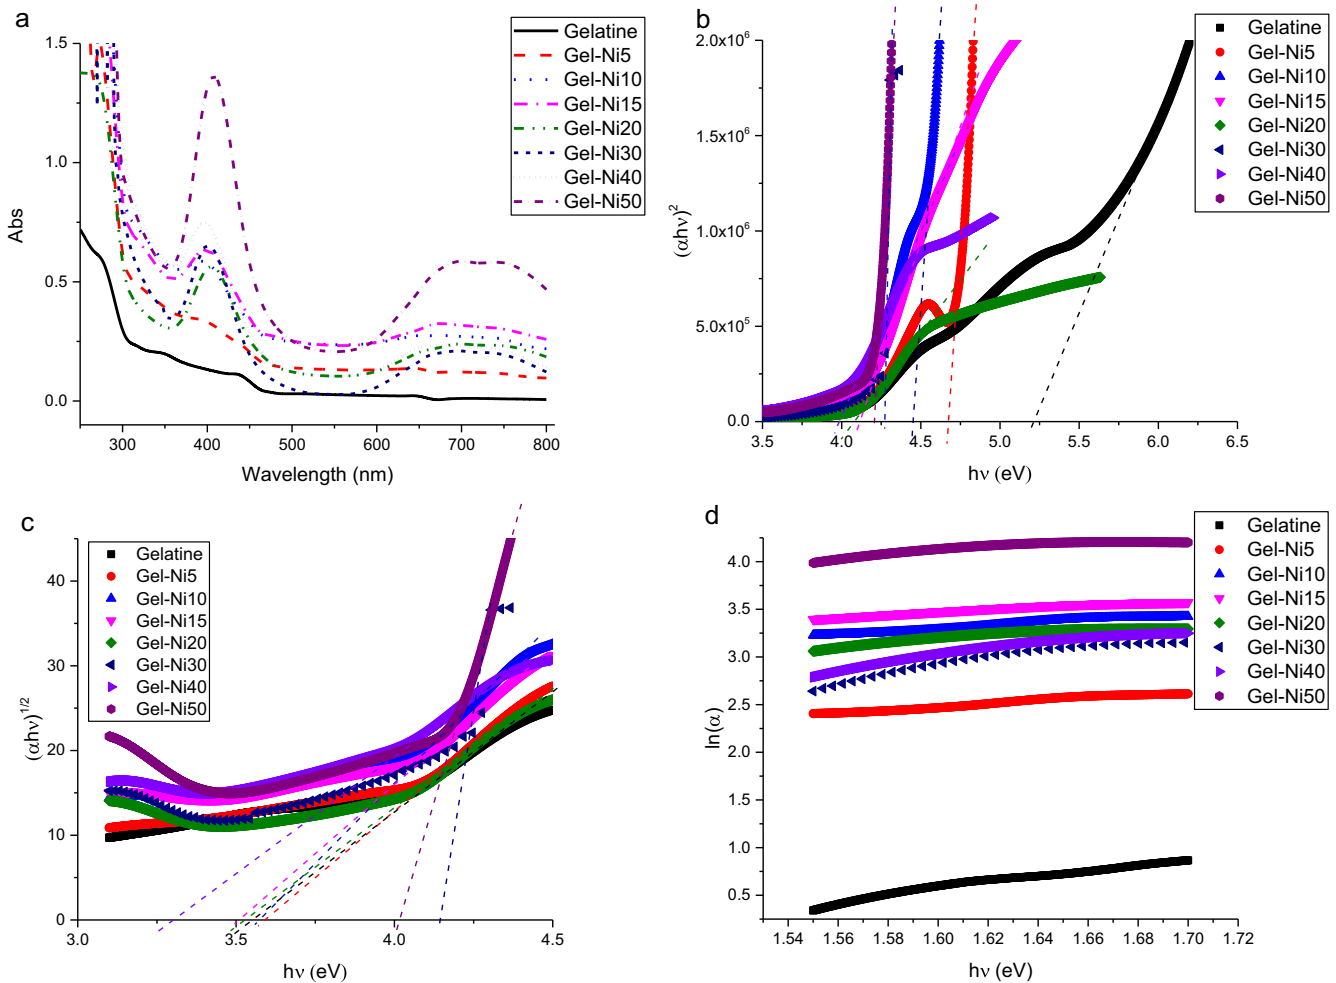 a
Gelatine
Gel-Ni5
Gel-Ni10
Gel-Ni15
Gel-Ni20
Gel-Ni30
Gel-Ni40
Gel-Ni50
1.5
1.0
0.5
0.0
Abs
300 400 500 600 700 800
Wavelength (nm)
b
Gelatine
Gel-Ni5
Gel-Ni10
Gel-Ni15
Gel-Ni20
Gel-Ni30
Gel-Ni40
Gel-Ni50
2.0x10⁶
1.5x10⁶
1.0x10⁶
5.0x10⁵
0.0
(αhν)²
3.5 4.0 4.5 5.0 5.5 6.0 6.5
hν (eV)
c
Gelatine
Gel-Ni5
Gel-Ni10
Gel-Ni15
Gel-Ni20
Gel-Ni30
Gel-Ni40
Gel-Ni50
40
30
20
10
0
(αhν)^1/2
3.0 3.5 4.0 4.5
hν (eV)
d
Gelatine
Gel-Ni5
Gel-Ni10
Gel-Ni15
Gel-Ni20
Gel-Ni30
Gel-Ni40
Gel-Ni50
4.0
3.5
3.0
2.5
2.0
1.5
1.0
0.5
ln(α)
1.54 1.56 1.58 1.60 1.62 1.64 1.66 1.68 1.70 1.72
hν (eV)